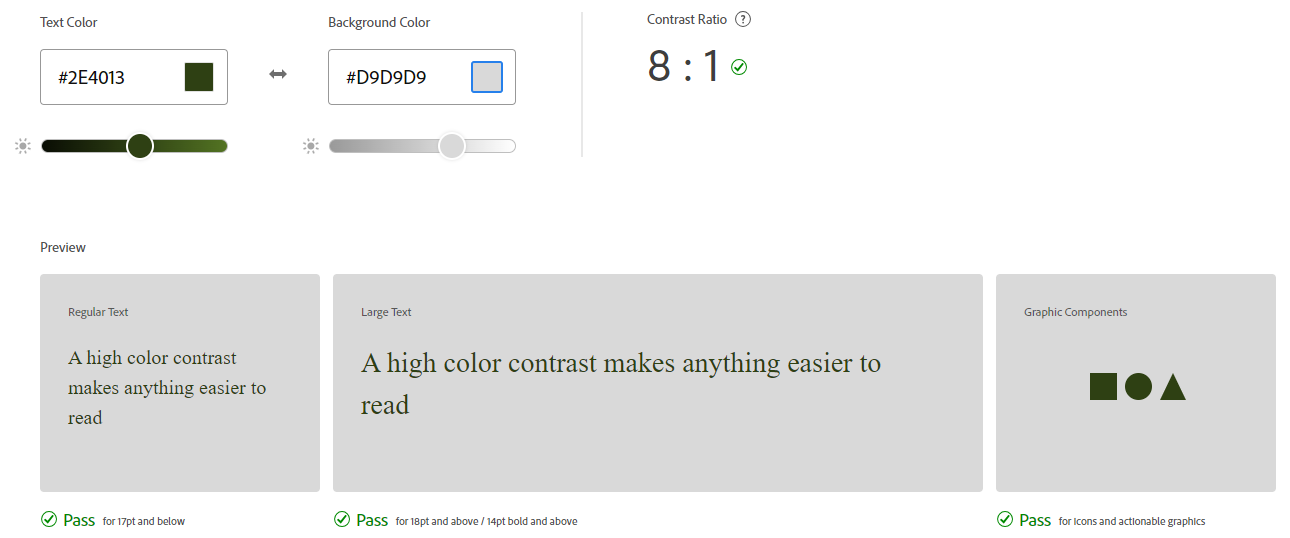 Text Color
Background Color
Contrast Ratio ?
#2E4013
#D9D9D9
8 : 1
Preview
Regular Text
A high color contrast
makes anything easier to
read
Large Text
A high color contrast makes anything easier to
read
Graphic Components
Pass for 17pt and below
Pass for 18pt and above / 14pt bold and above
Pass for icons and actionable graphics